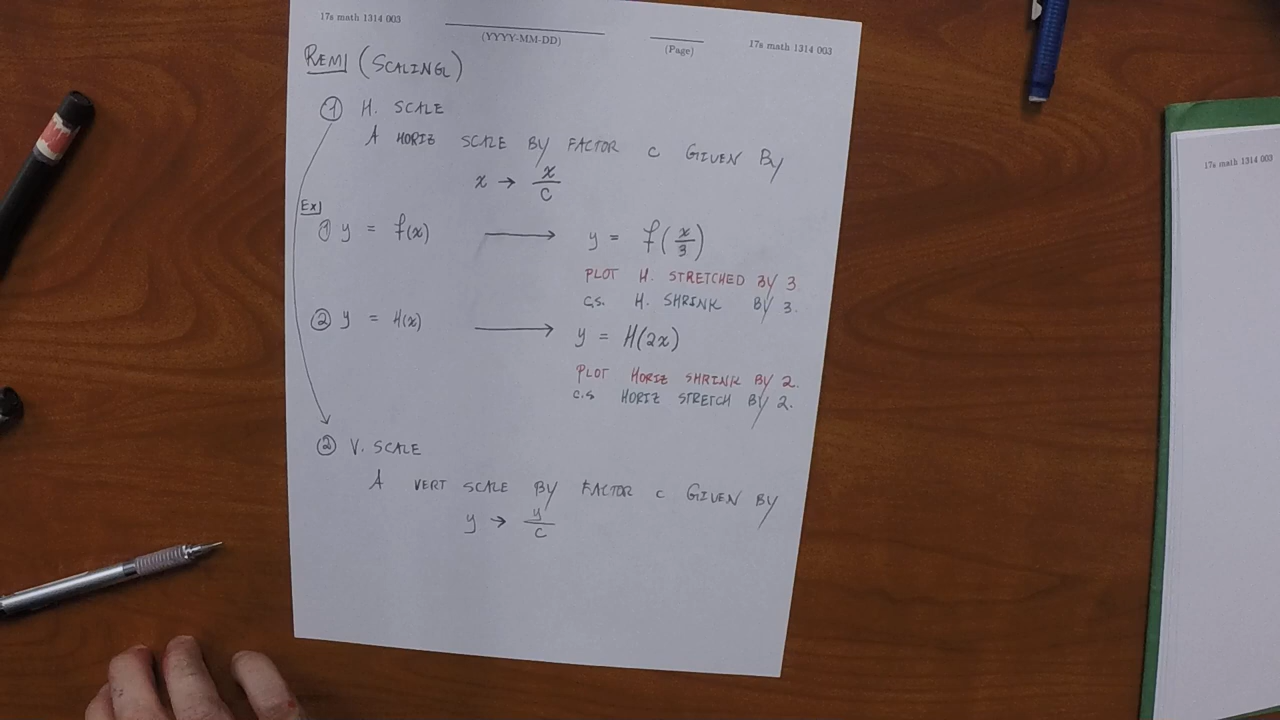 17s math 1314 003
(YYYY-MM-DD)
(Page)
17s math 1314 003
REM (SCALING)
① H. SCALE
A HORIZ SCALE BY FACTOR C GIVEN BY
x → x/C
Ex
① y = f(x) → y = f(x/3)
PLOT H. STRETCHED BY 3.
C.S. H. SHRINK BY 3.
② y = H(x) → y = H(2x)
PLOT HORIZ SHRINK BY 2.
C.S HORIZ STRETCH BY 2.
② V. SCALE
A VERT SCALE BY FACTOR C GIVEN BY
y → y/C
17s math 1314 003